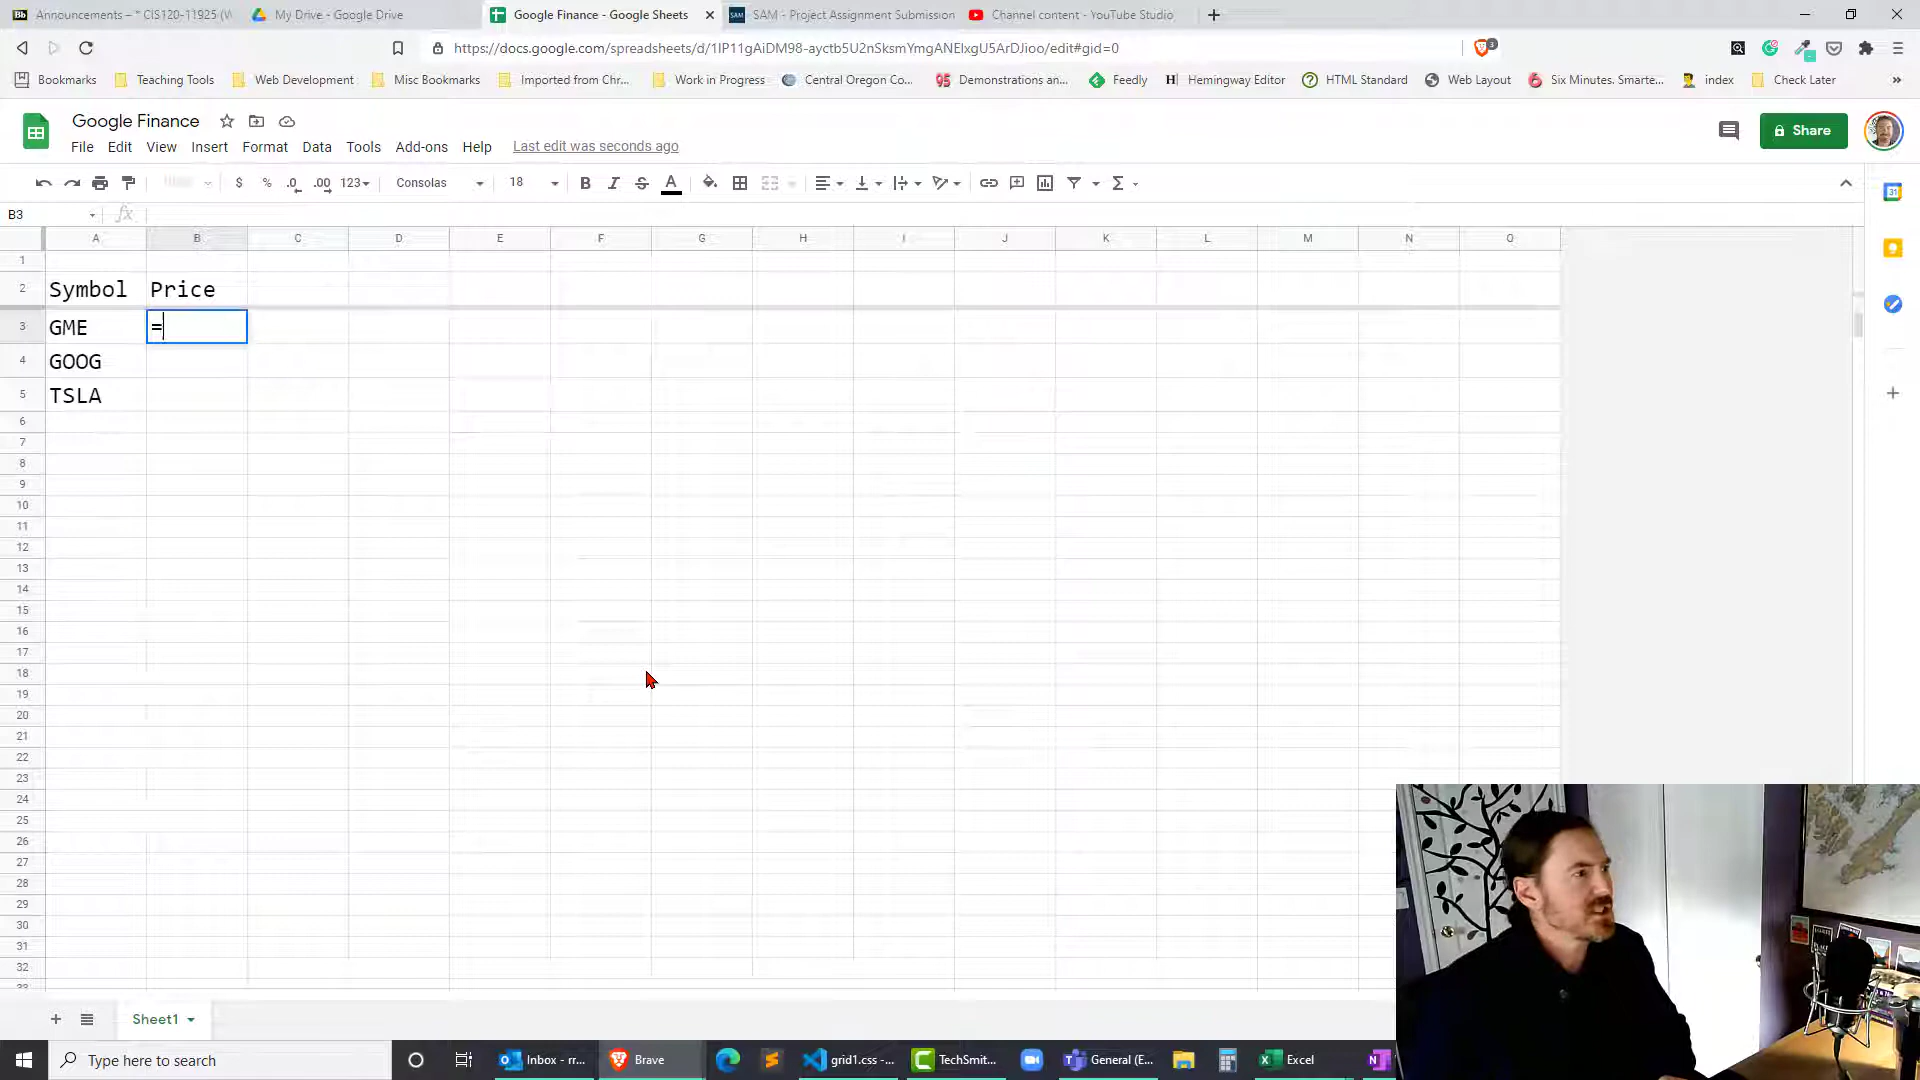 Announcements – * CIS120-11925 (W
My Drive - Google Drive
Google Finance - Google Sheets
SAM - Project Assignment Submission
Channel content - YouTube Studio
https://docs.google.com/spreadsheets/d/1IP11gAiDM98-ayctb5U2nSksmYmgANEIxgU5ArDJioo/edit#gid=0
3
Bookmarks
Teaching Tools
Web Development
Misc Bookmarks
Imported from Chr...
Work in Progress
Central Oregon Co...
Demonstrations an...
Feedly
Hemingway Editor
HTML Standard
Web Layout
Six Minutes. Smarte...
index
Check Later
Google Finance
Share
File Edit View Insert Format Data Tools Add-ons Help Last edit was seconds ago
$ % .0 .00 123 Consolas 18 B I S A Σ
31
B3
fx
A B C D E F G H I J K L M N O
1
2 Symbol Price
3 GME =
4 GOOG
5 TSLA
6
7
8
9
10
11
12
13
14
15
16
17
18
19
20
21
22
23
24
25
26
27
28
29
30
31
32
33
Sheet1
Type here to search
Inbox - rr...
Brave
grid1.css -...
TechSmit...
General (E...
Excel